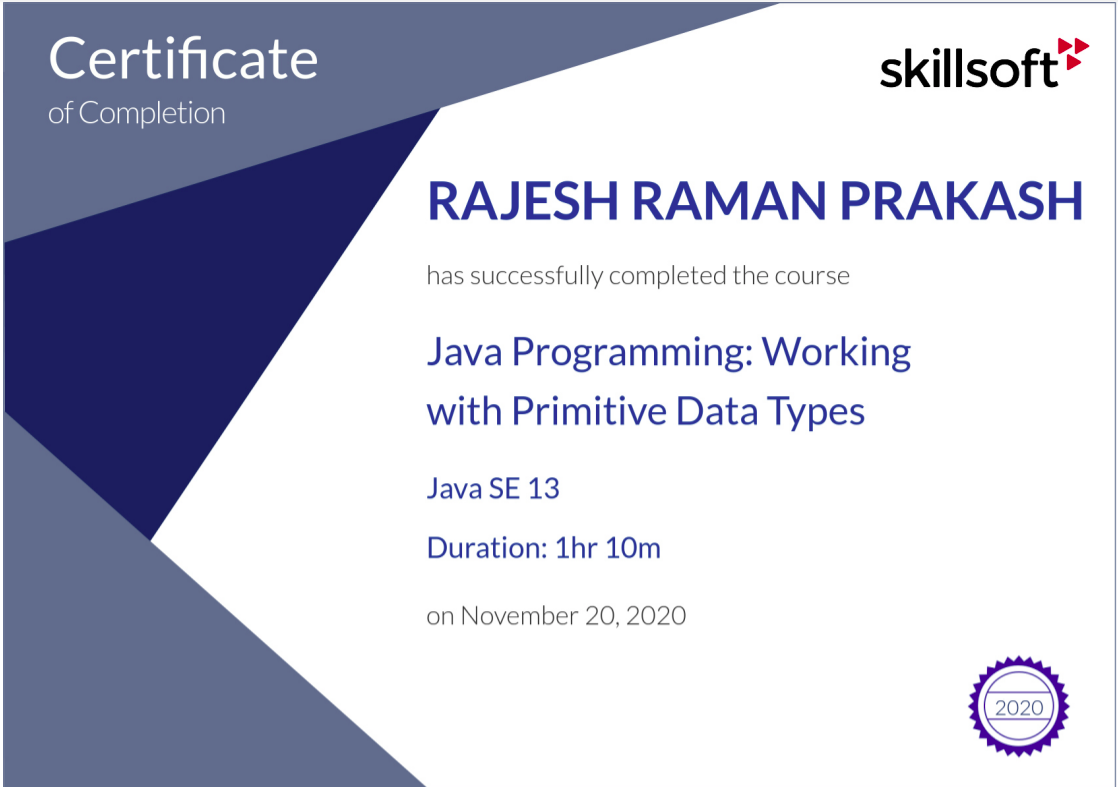 Certificate
of Completion
skillsoft
RAJESH RAMAN PRAKASH
has successfully completed the course
Java Programming: Working
with Primitive Data Types
Java SE 13
Duration: 1hr 10m
on November 20, 2020
2020